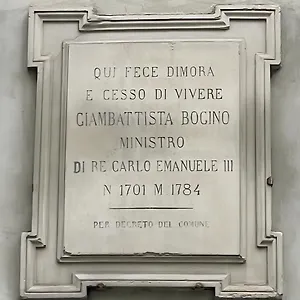 QUI FECE DIMORA
E CESSO DI VIVERE
GIAMBATTISTA BOGINO
MINISTRO
DI RE CARLO EMANUELE III
N 1701 M 1784
PER DECRETO DEL COMUNE